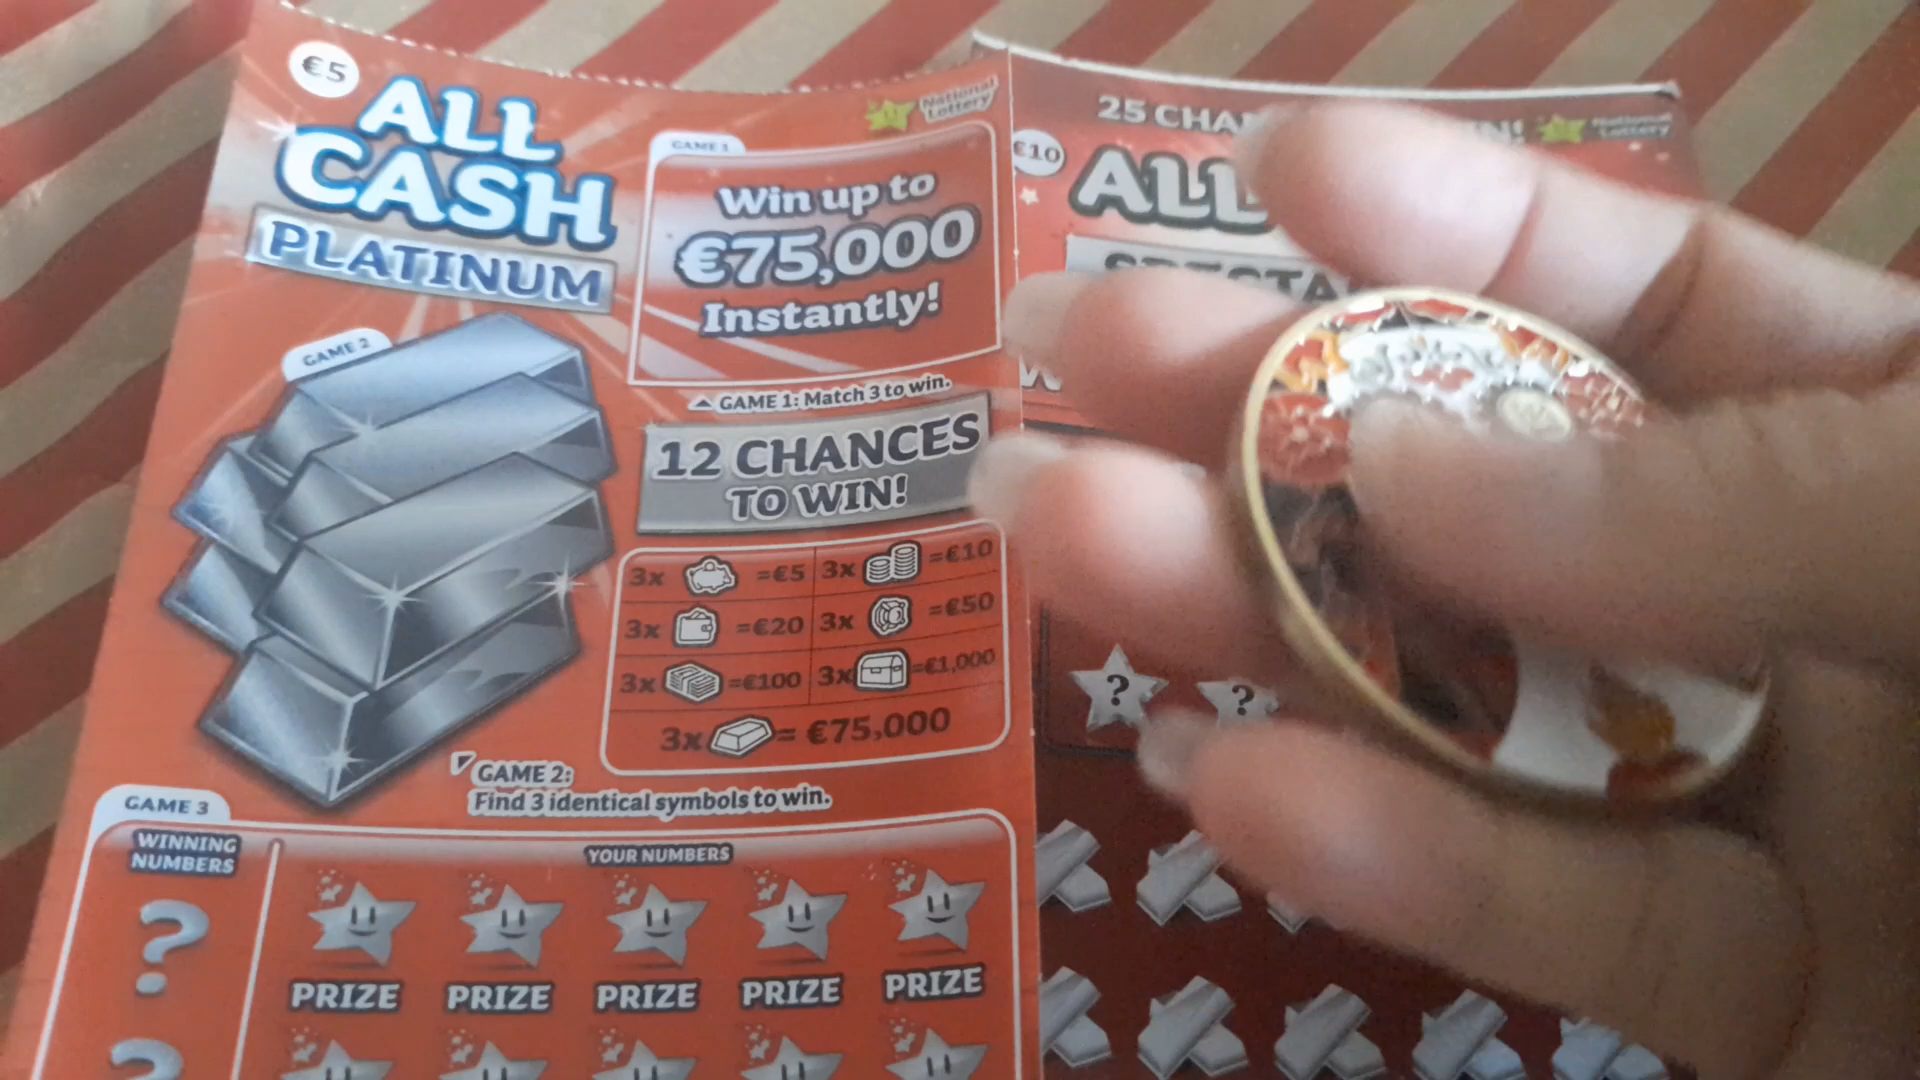 €5
ALL
CASH
PLATINUM
National
Lottery
GAME 1
Win up to
€75,000
Instantly!
GAME 1: Match 3 to win.
12 CHANCES
TO WIN!
GAME 2
3x =€5 3x =€10
3x =€20 3x =€50
3x =€100 3x =€1,000
3x = €75,000
GAME 2:
Find 3 identical symbols to win.
GAME 3
WINNING
NUMBERS
YOUR NUMBERS
?
PRIZE PRIZE PRIZE PRIZE PRIZE
?
25
National
Lottery
€10
ALL
? ?